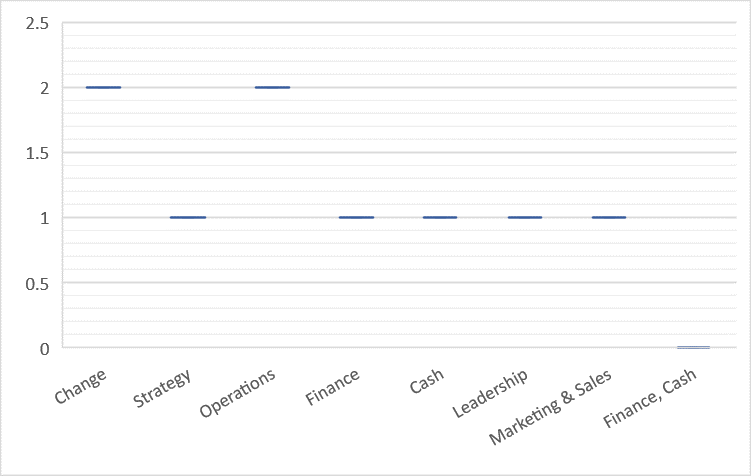 2.5
2
1.5
1
0.5
0
Change
Strategy
Operations
Finance
Cash
Leadership
Marketing & Sales
Finance, Cash